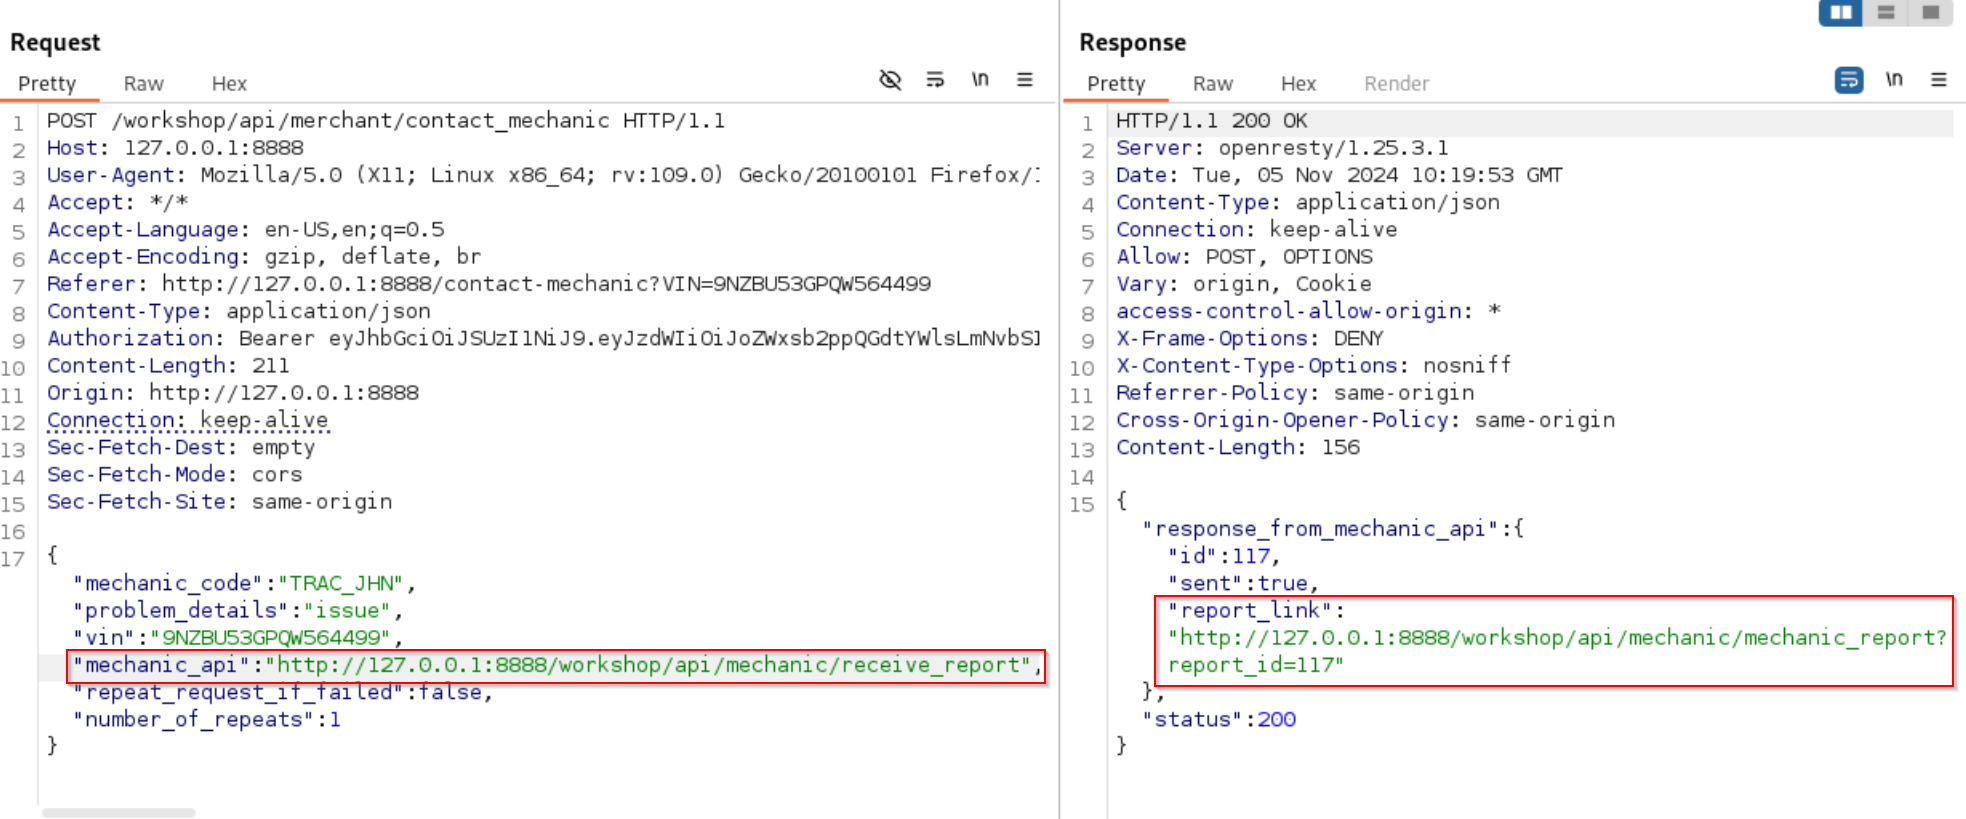 Request
Pretty Raw Hex \n
1 POST /workshop/api/merchant/contact_mechanic HTTP/1.1
2 Host: 127.0.0.1:8888
3 User-Agent: Mozilla/5.0 (X11; Linux x86_64; rv:109.0) Gecko/20100101 Firefox/
4 Accept: */*
5 Accept-Language: en-US,en;q=0.5
6 Accept-Encoding: gzip, deflate, br
7 Referer: http://127.0.0.1:8888/contact-mechanic?VIN=9NZBU53GPQW564499
8 Content-Type: application/json
9 Authorization: Bearer eyJhbGciOiJSUzI1NiJ9.eyJzdWIiOiJoZWxsb2ppQGdtYWlsLmNvbSI
10 Content-Length: 211
11 Origin: http://127.0.0.1:8888
12 Connection: keep-alive
13 Sec-Fetch-Dest: empty
14 Sec-Fetch-Mode: cors
15 Sec-Fetch-Site: same-origin
16
17 {
"mechanic_code":"TRAC_JHN",
"problem_details":"issue",
"vin":"9NZBU53GPQW564499",
"mechanic_api":"http://127.0.0.1:8888/workshop/api/mechanic/receive_report",
"repeat_request_if_failed":false,
"number_of_repeats":1
}
Response
Pretty Raw Hex Render \n
1 HTTP/1.1 200 OK
2 Server: openresty/1.25.3.1
3 Date: Tue, 05 Nov 2024 10:19:53 GMT
4 Content-Type: application/json
5 Connection: keep-alive
6 Allow: POST, OPTIONS
7 Vary: origin, Cookie
8 access-control-allow-origin: *
9 X-Frame-Options: DENY
10 X-Content-Type-Options: nosniff
11 Referrer-Policy: same-origin
12 Cross-Origin-Opener-Policy: same-origin
13 Content-Length: 156
14
15 {
"response_from_mechanic_api":{
"id":117,
"sent":true,
"report_link":
"http://127.0.0.1:8888/workshop/api/mechanic/mechanic_report?
report_id=117"
},
"status":200
}